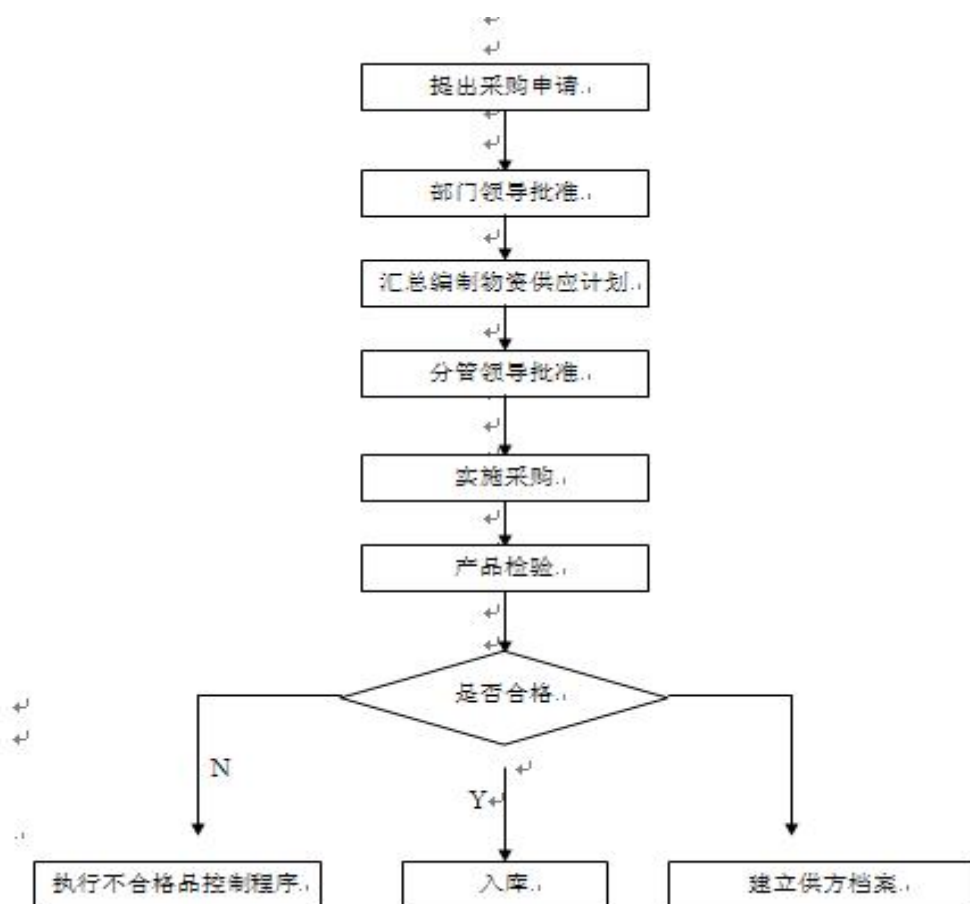 提出采购申请
部门领导批准
汇总编制物资供应计划
分管领导批准
实施采购
产品检验
是否合格
N
Y
执行不合格品控制程序
入库
建立供方档案